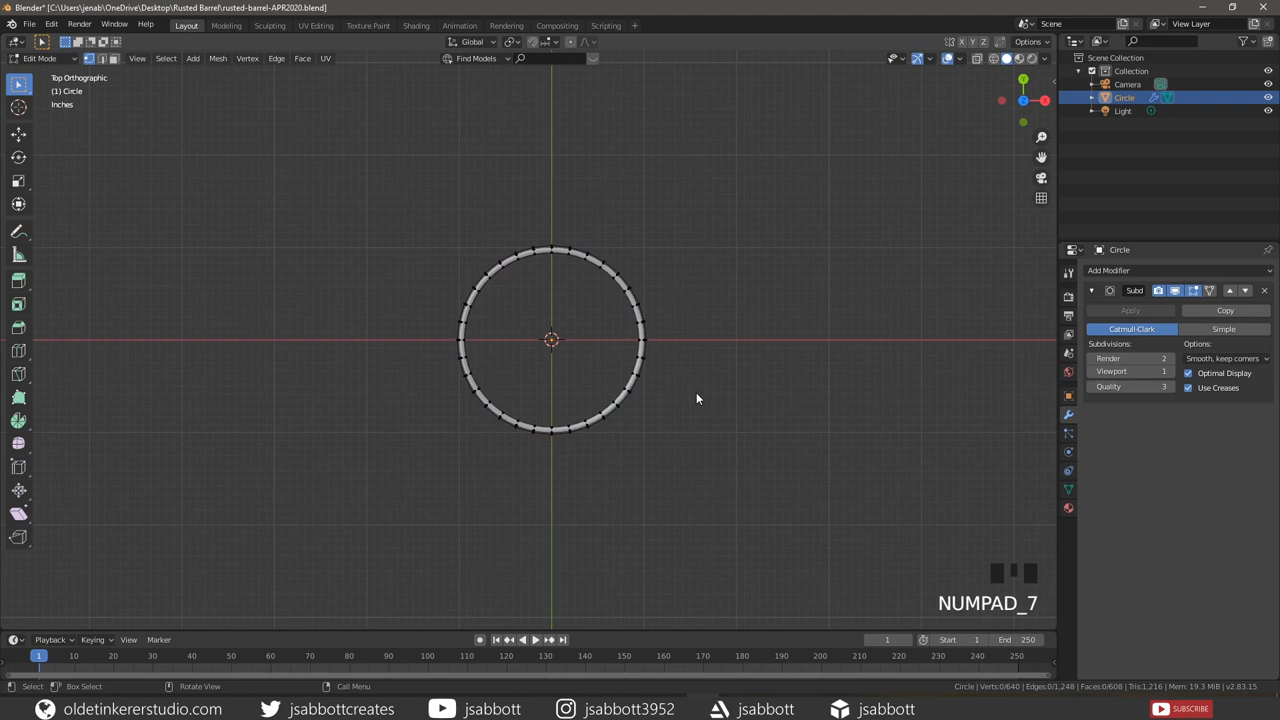 Blender* [C:\Users\jenab\OneDrive\Desktop\Rusted Barrel\rusted-barrel-APR2020.blend]
File Edit Render Window Help Layout Modeling Sculpting UV Editing Texture Paint Shading Animation Rendering Compositing Scripting + Scene View Layer
Global X Y Z Options
Edit Mode View Select Add Mesh Vertex Edge Face UV Find Models
Top Orthographic
(1) Circle
Inches
Y
Z
X
Scene Collection
Collection
Camera
Circle
Light
Circle
Add Modifier
Subd
Apply Copy
Catmull-Clark Simple
Subdivisions: Options:
Render 2 Smooth, keep corners
Viewport 1 Optimal Display
Quality 3 Use Creases
NUMPAD_7
Playback Keying View Marker 1 Start 1 End 250
1 10 20 30 40 50 60 70 80 90 100 110 120 130 140 150 160 170 180 190 200 210 220 230 240 250
Select Box Select Rotate View Call Menu Circle | Verts:0/640 | Edges:0/1,248 | Faces:0/608 | Tris:1,216 | Mem: 19.3 MiB | v2.83.15
oldetinkererstudio.com jsabbottcreates jsabbott jsabbott3952 jsabbott jsabbott SUBSCRIBE